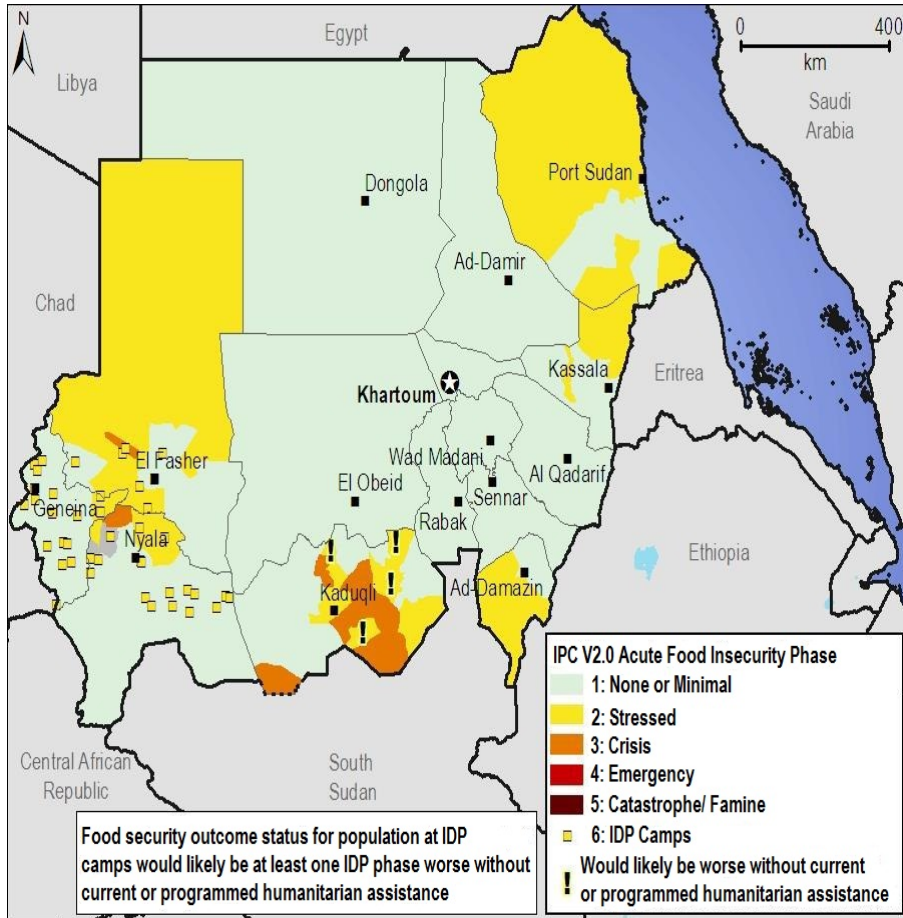 N
Egypt
0 400
km
Libya
Saudi
Arabia
Port Sudan
Dongola
Ad-Damir
Chad
Kassala
Eritrea
Khartoum
Wad Madani
El Fasher
Al Qadarif
El Obeid
Sennar
Geneina
Rabak
Nyala
Ethiopia
Ad-Damazin
Kaduqli
!
!
!
!
IPC V2.0 Acute Food Insecurity Phase
1: None or Minimal
2: Stressed
3: Crisis
4: Emergency
5: Catastrophe/ Famine
6: IDP Camps
! Would likely be worse without current
or programmed humanitarian assistance
Central African
Republic
South
Sudan
Food security outcome status for population at IDP
camps would likely be at least one IDP phase worse without
current or programmed humanitarian assistance